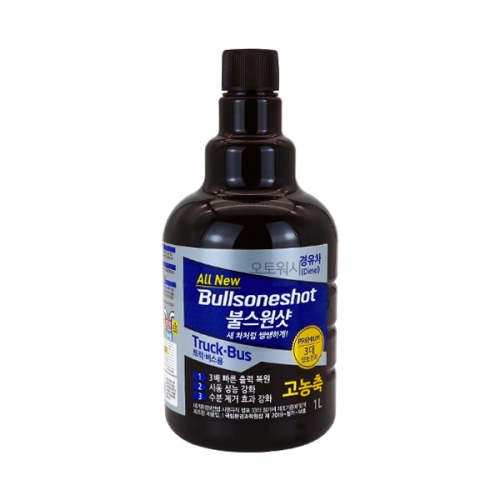 오토워시
경유차
(Diesel)
All New
Bullsoneshot
불스원샷
새 차처럼 쌩쌩하게!
Truck·Bus
트럭·버스용
PREMIUM
3대
1 3배 빠른 출력 복원
2 시동 성능 강화
3 수분 제거 효과 강화
고농축
1L